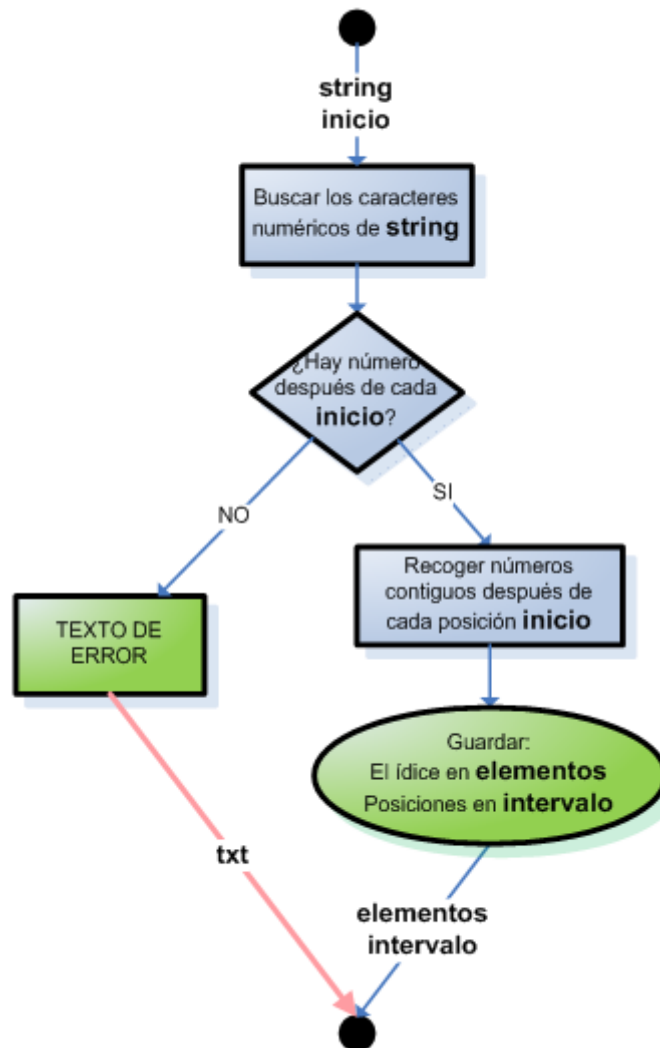 string
inicio
Buscar los caracteres
numéricos de string
¿Hay número
después de cada
inicio?
NO
SI
Recoger números
contiguos después de
cada posición inicio
TEXTO DE
ERROR
Guardar:
El ídice en elementos
Posiciones en intervalo
txt
elementos
intervalo